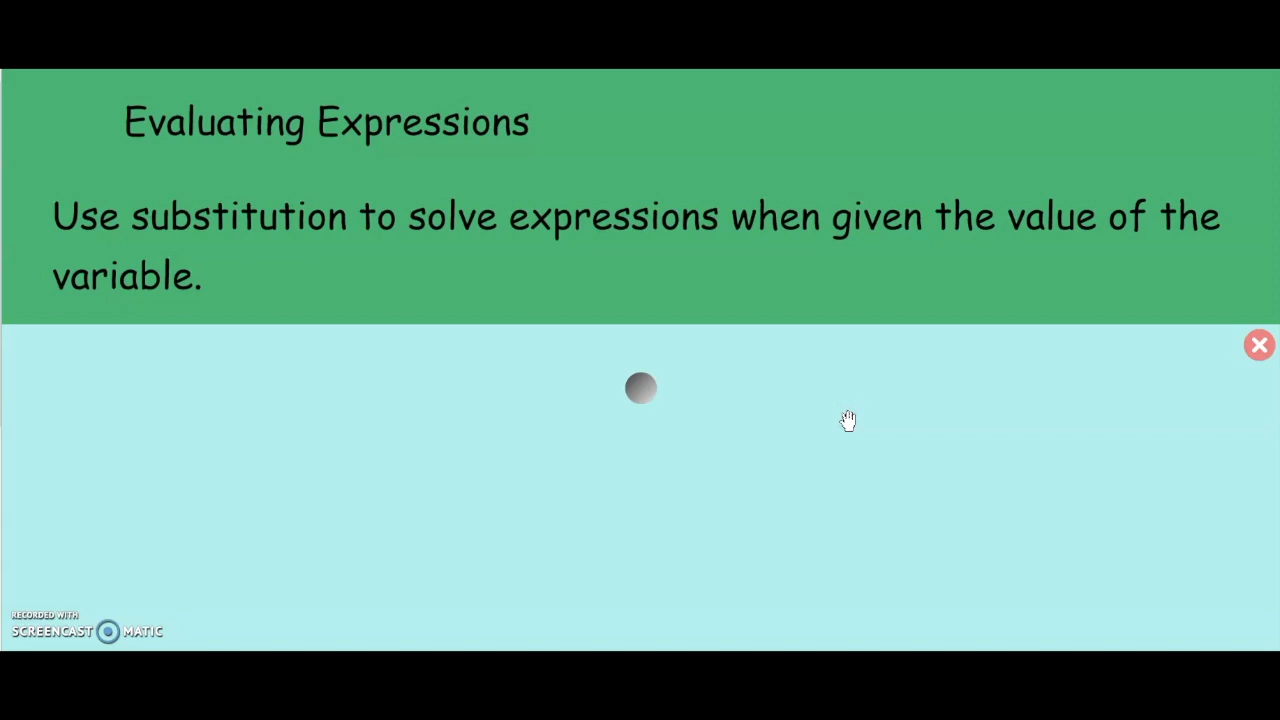 Evaluating Expressions
Use substitution to solve expressions when given the value of the
variable.
RECORDED WITH
SCREENCAST MATIC